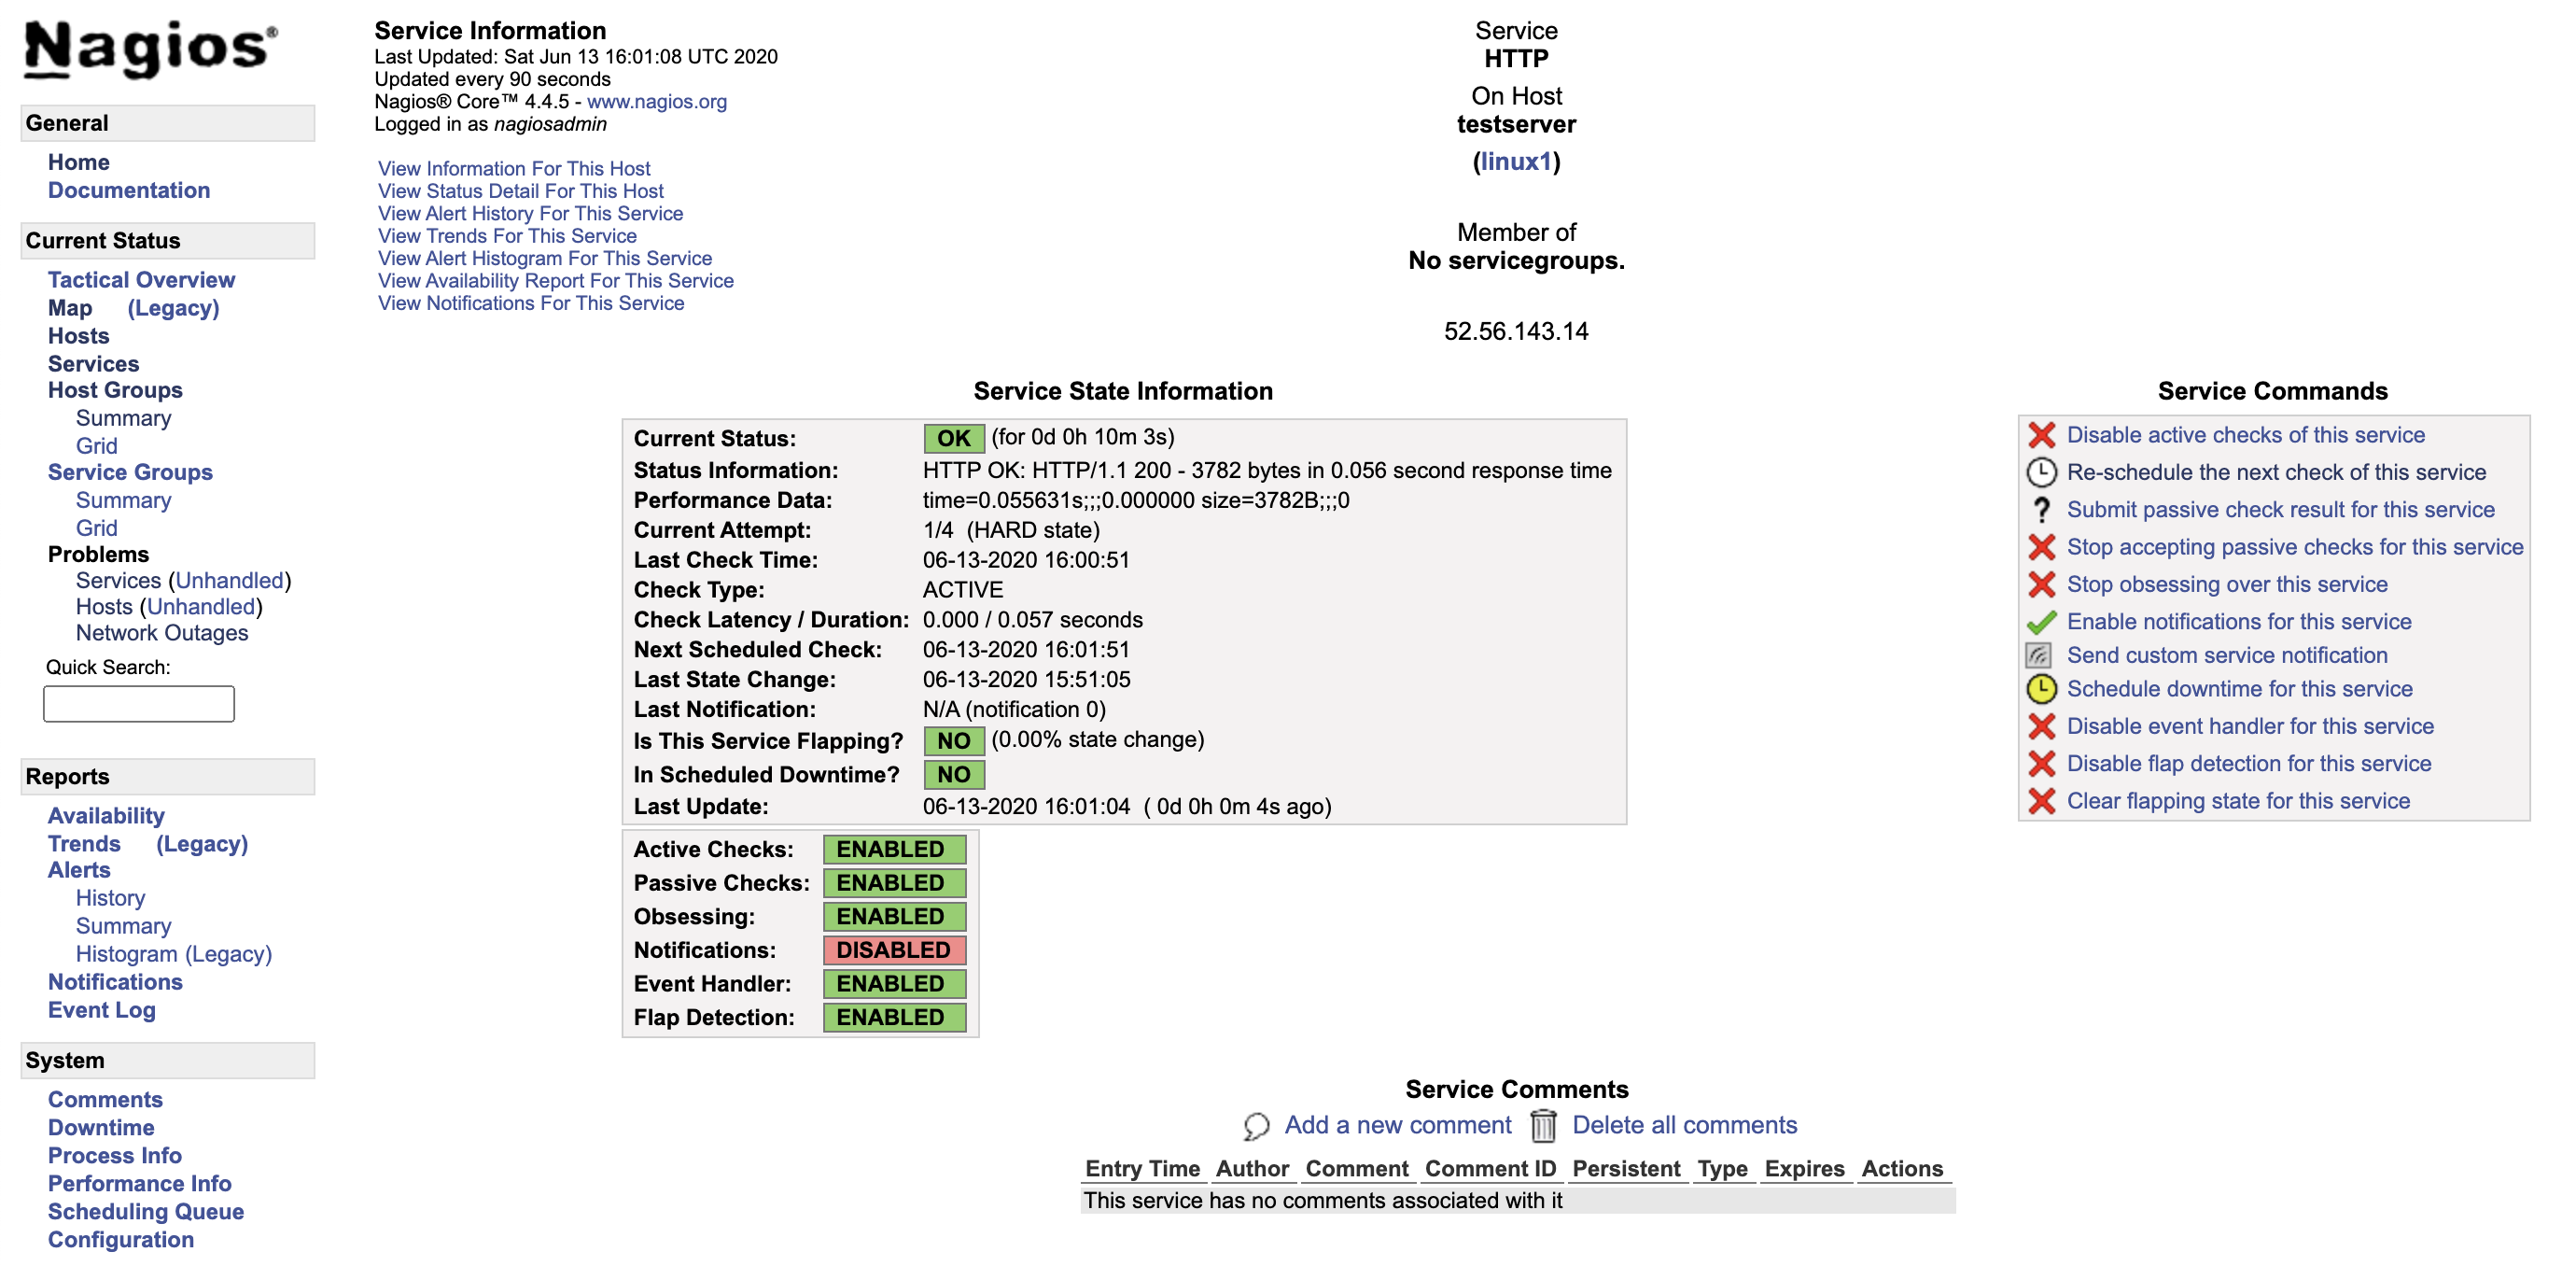 Nagios®
General
Home
Documentation
Current Status
Tactical Overview
Map (Legacy)
Hosts
Services
Host Groups
Summary
Grid
Service Groups
Summary
Grid
Problems
Services (Unhandled)
Hosts (Unhandled)
Network Outages
Quick Search:
Reports
Availability
Trends (Legacy)
Alerts
History
Summary
Histogram (Legacy)
Notifications
Event Log
System
Comments
Downtime
Process Info
Performance Info
Scheduling Queue
Configuration
Service Information
Last Updated: Sat Jun 13 16:01:08 UTC 2020
Updated every 90 seconds
Nagios® Core™ 4.4.5 - www.nagios.org
Logged in as nagiosadmin
View Information For This Host
View Status Detail For This Host
View Alert History For This Service
View Trends For This Service
View Alert Histogram For This Service
View Availability Report For This Service
View Notifications For This Service
Service
HTTP
On Host
testserver
(linux1)
Member of
No servicegroups.
52.56.143.14
Service State Information
Current Status: OK (for 0d 0h 10m 3s)
Status Information: HTTP OK: HTTP/1.1 200 - 3782 bytes in 0.056 second response time
Performance Data: time=0.055631s;;;0.000000 size=3782B;;;0
Current Attempt: 1/4 (HARD state)
Last Check Time: 06-13-2020 16:00:51
Check Type: ACTIVE
Check Latency / Duration: 0.000 / 0.057 seconds
Next Scheduled Check: 06-13-2020 16:01:51
Last State Change: 06-13-2020 15:51:05
Last Notification: N/A (notification 0)
Is This Service Flapping? NO (0.00% state change)
In Scheduled Downtime? NO
Last Update: 06-13-2020 16:01:04 ( 0d 0h 0m 4s ago)
Active Checks: ENABLED
Passive Checks: ENABLED
Obsessing: ENABLED
Notifications: DISABLED
Event Handler: ENABLED
Flap Detection: ENABLED
Service Commands
Disable active checks of this service
Re-schedule the next check of this service
Submit passive check result for this service
Stop accepting passive checks for this service
Stop obsessing over this service
Enable notifications for this service
Send custom service notification
Schedule downtime for this service
Disable event handler for this service
Disable flap detection for this service
Clear flapping state for this service
Service Comments
Add a new comment Delete all comments
Entry Time Author Comment Comment ID Persistent Type Expires Actions
This service has no comments associated with it